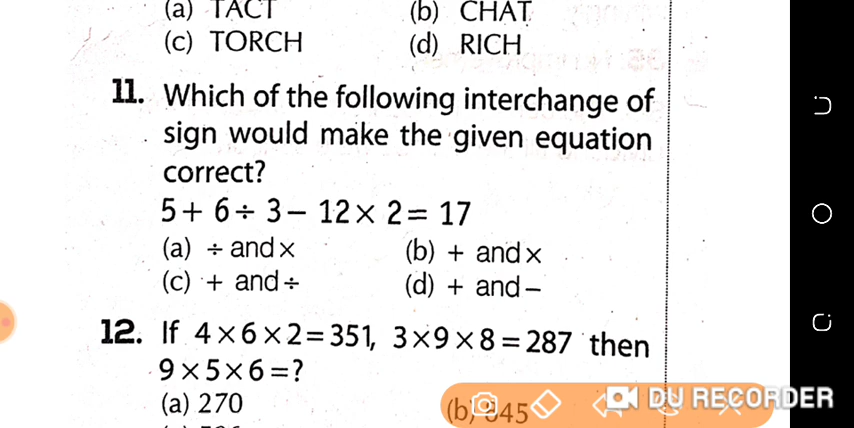 (a) TACT (b) CHAT
(c) TORCH (d) RICH
11. Which of the following interchange of
sign would make the given equation
correct?
5+ 6÷ 3− 12× 2= 17
(a) ÷ and× (b) + and×
(c) + and÷ (d) + and−
12. If 4×6×2=351, 3×9×8=287 then
9×5×6=?
(a) 270 (b) 845
DU RECORDER